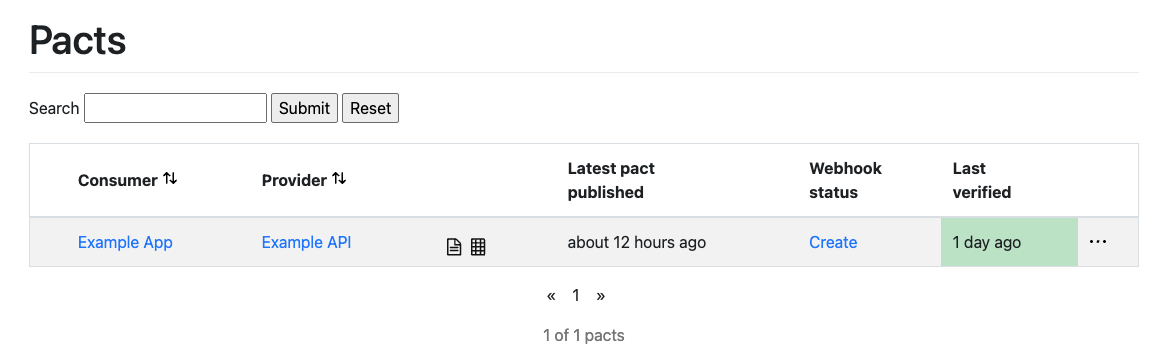 Pacts
Search Submit Reset
Consumer Provider Latest pact published Webhook status Last verified
Example App Example API about 12 hours ago Create 1 day ago ...
« 1 »
1 of 1 pacts